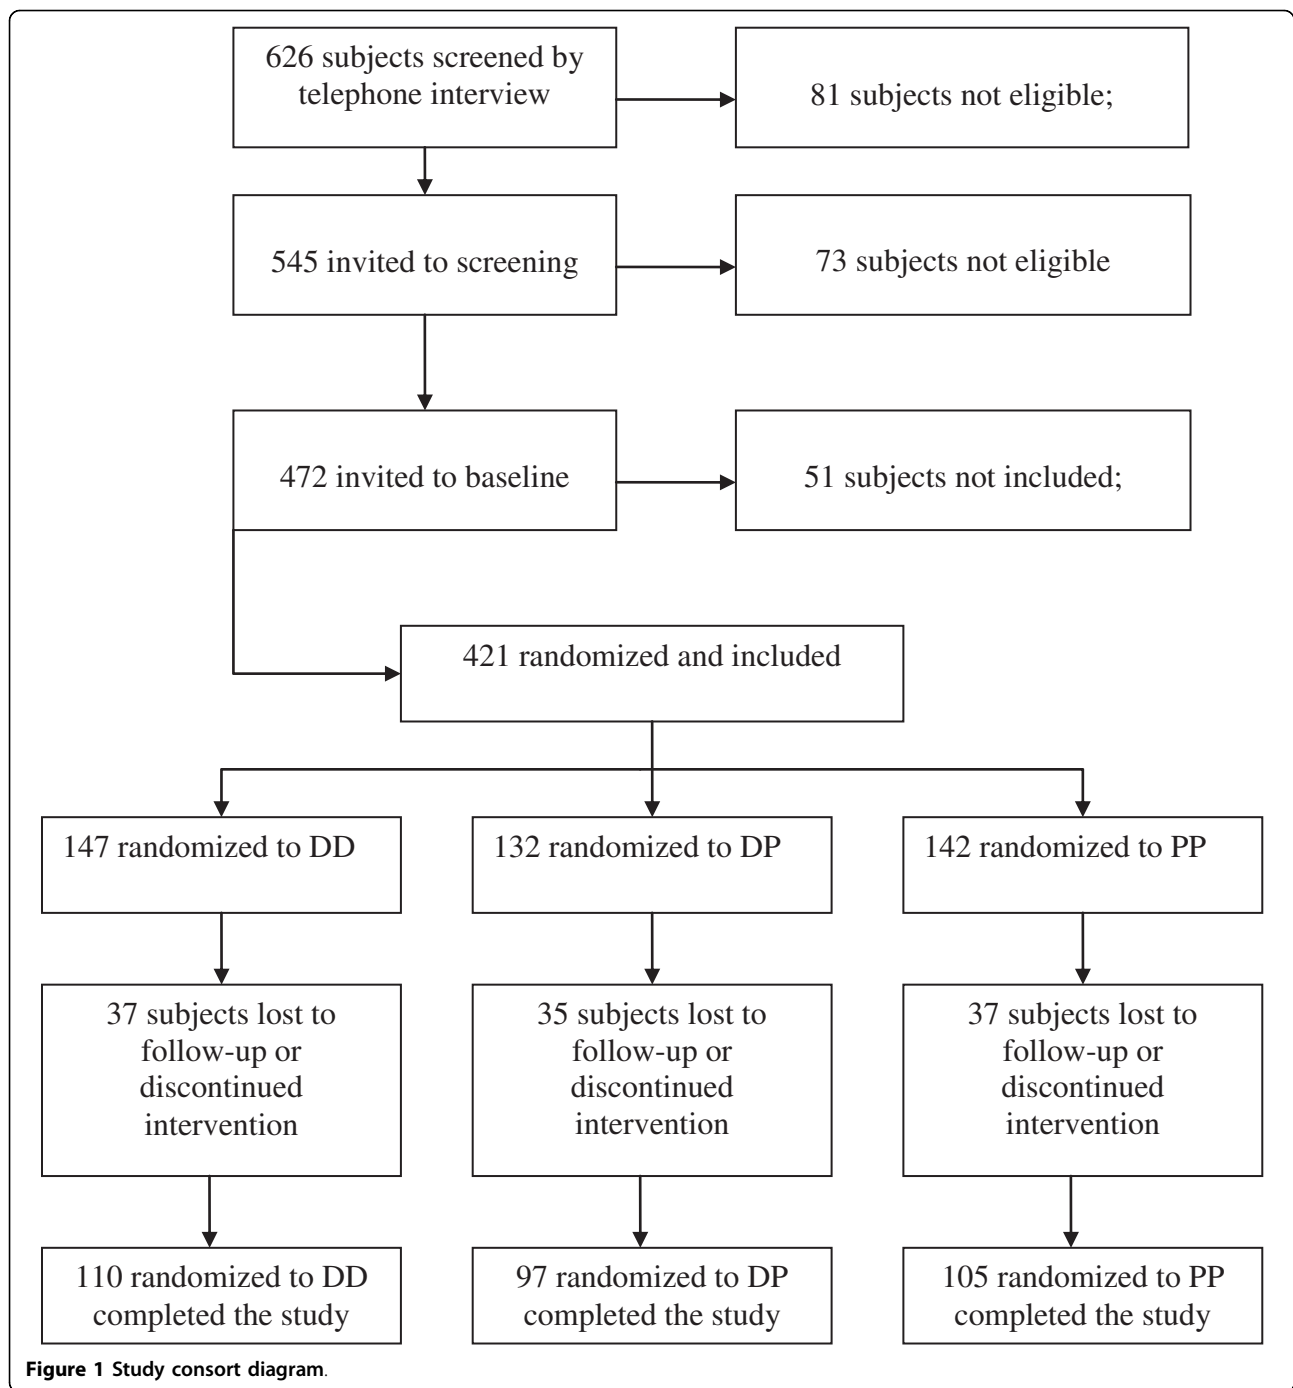 626 subjects screened by
telephone interview
81 subjects not eligible;
545 invited to screening
73 subjects not eligible
472 invited to baseline
51 subjects not included;
421 randomized and included
147 randomized to DD
132 randomized to DP
142 randomized to PP
37 subjects lost to
follow-up or
discontinued
intervention
35 subjects lost to
follow-up or
discontinued
intervention
37 subjects lost to
follow-up or
discontinued
intervention
110 randomized to DD
completed the study
97 randomized to DP
completed the study
105 randomized to PP
completed the study
Figure 1 Study consort diagram.